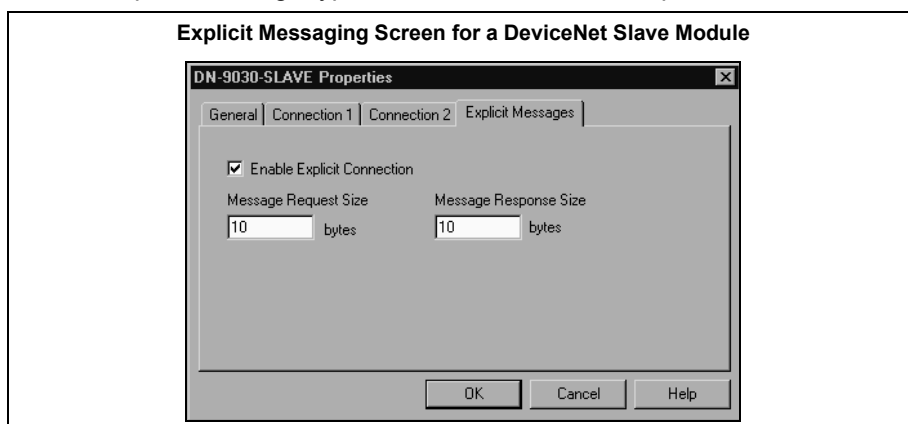 Explicit Messaging Screen for a DeviceNet Slave Module
DN-9030-SLAVE Properties
General Connection 1 Connection 2 Explicit Messages
Enable Explicit Connection
Message Request Size Message Response Size
10 bytes 10 bytes
OK Cancel Help